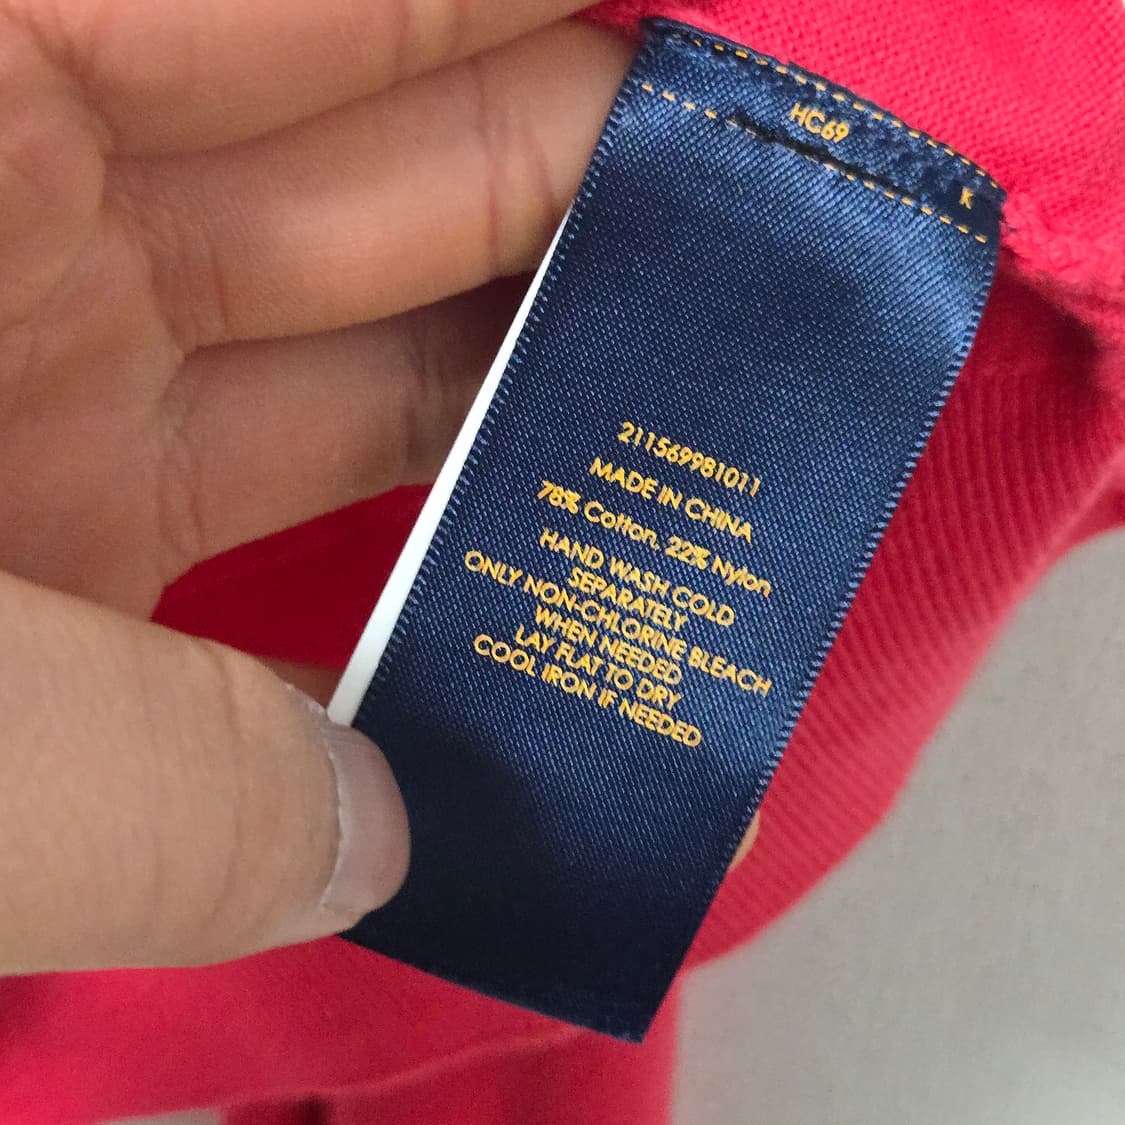 HC69
K
211569981011
MADE IN CHINA
78% Cotton, 22% Nylon
HAND WASH COLD
SEPARATELY
ONLY NON-CHLORINE BLEACH
WHEN NEEDED
LAY FLAT TO DRY
COOL IRON IF NEEDED